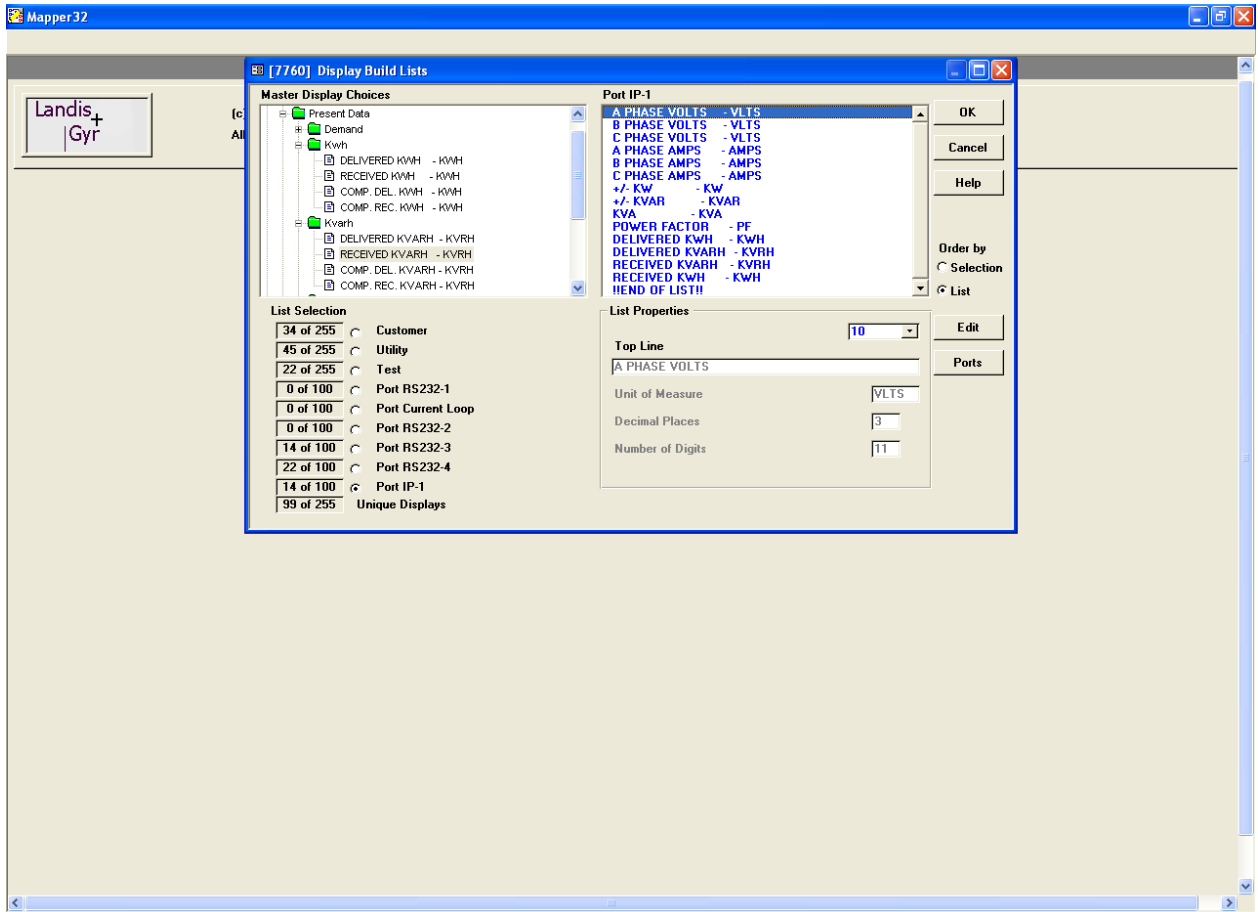 Mapper32
[7760] Display Build Lists
Landis+
|Gyr
(c)
All
Master Display Choices
Present Data
Demand
Kwh
DELIVERED KWH - KWH
RECEIVED KWH - KWH
COMP. DEL. KWH - KWH
COMP. REC. KWH - KWH
Kvarh
DELIVERED KVARH - KVRH
RECEIVED KVARH - KVRH
COMP. DEL. KVARH - KVRH
COMP. REC. KVARH - KVRH
Port IP-1
A PHASE VOLTS - VLTS
B PHASE VOLTS - VLTS
C PHASE VOLTS - VLTS
A PHASE AMPS - AMPS
B PHASE AMPS - AMPS
C PHASE AMPS - AMPS
+/- KW - KW
+/- KVAR - KVAR
KVA - KVA
POWER FACTOR - PF
DELIVERED KWH - KWH
DELIVERED KVARH - KVRH
RECEIVED KVARH - KVRH
RECEIVED KWH - KWH
!!END OF LIST!!
OK
Cancel
Help
Order by
Selection
List
Edit
Ports
List Selection
34 of 255 Customer
45 of 255 Utility
22 of 255 Test
0 of 100 Port RS232-1
0 of 100 Port Current Loop
0 of 100 Port RS232-2
14 of 100 Port RS232-3
22 of 100 Port RS232-4
14 of 100 Port IP-1
99 of 255 Unique Displays
List Properties
10
Top Line
A PHASE VOLTS
Unit of Measure VLTS
Decimal Places 3
Number of Digits 11